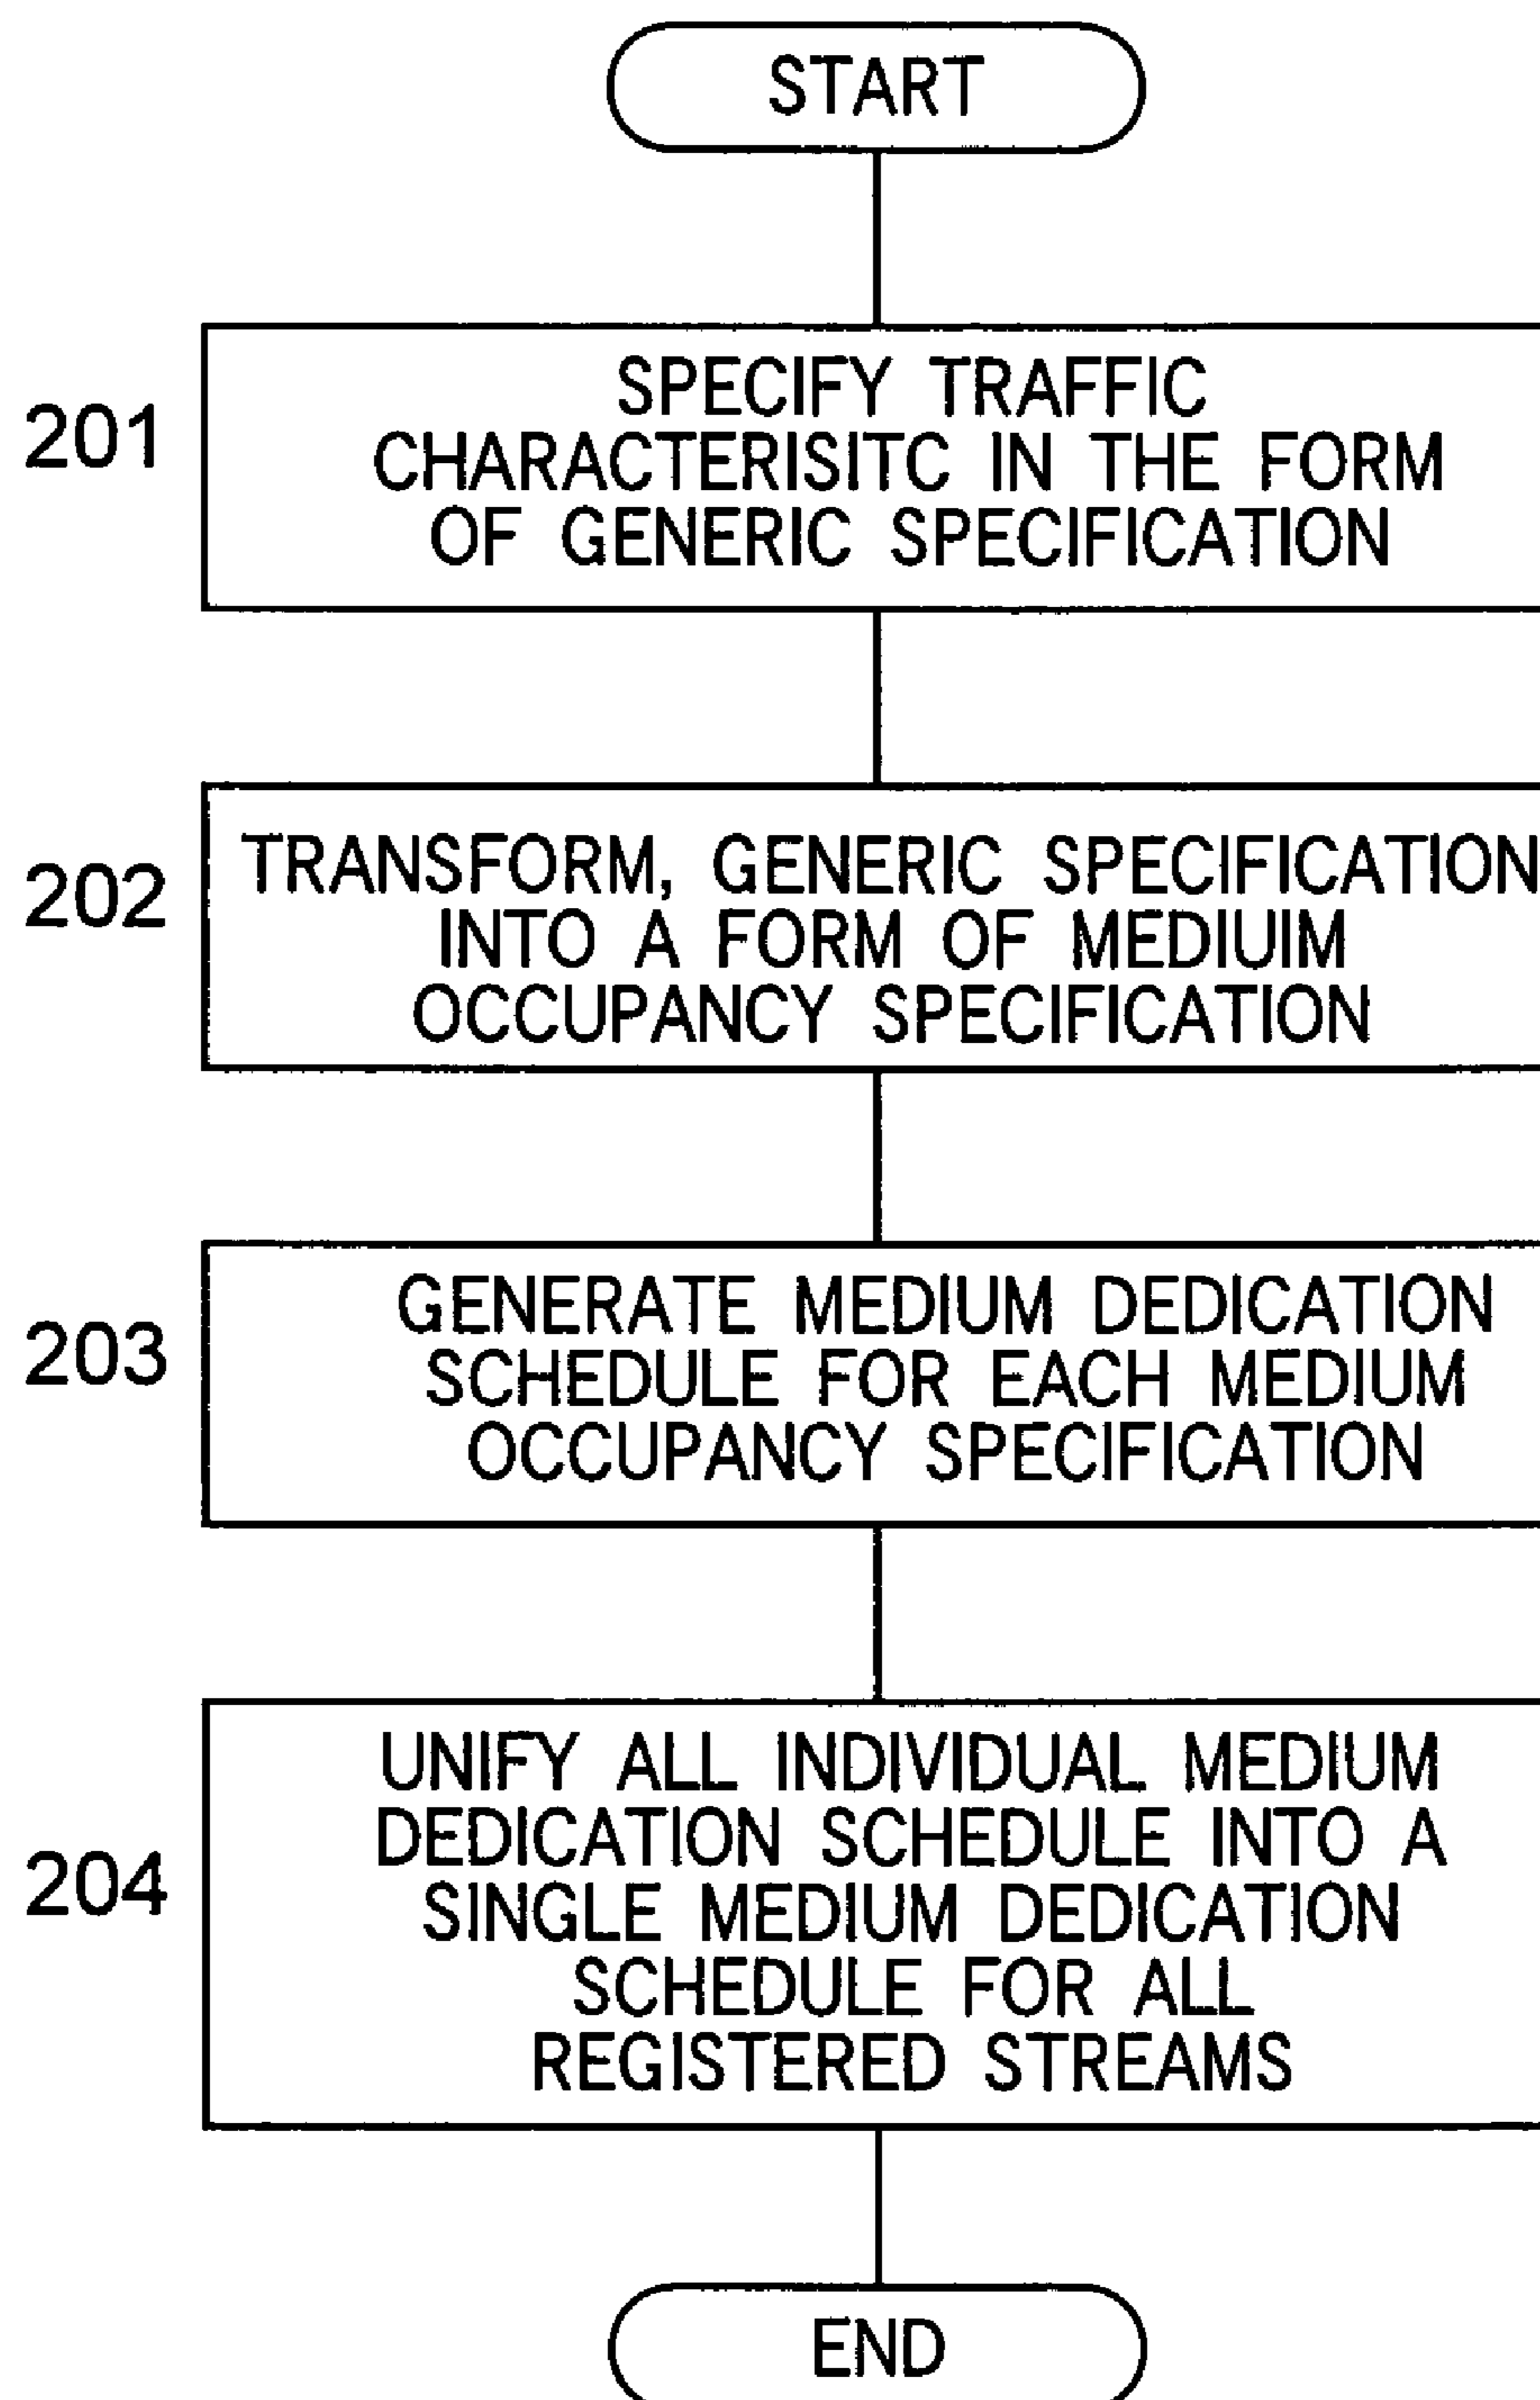 START
201
SPECIFY TRAFFIC
CHARACTERISITC IN THE FORM
OF GENERIC SPECIFICATION
202
TRANSFORM, GENERIC SPECIFICATION
INTO A FORM OF MEDIUIM
OCCUPANCY SPECIFICATION
203
GENERATE MEDIUM DEDICATION
SCHEDULE FOR EACH MEDIUM
OCCUPANCY SPECIFICATION
204
UNIFY ALL INDIVIDUAL MEDIUM
DEDICATION SCHEDULE INTO A
SINGLE MEDIUM DEDICATION
SCHEDULE FOR ALL
REGISTERED STREAMS
END